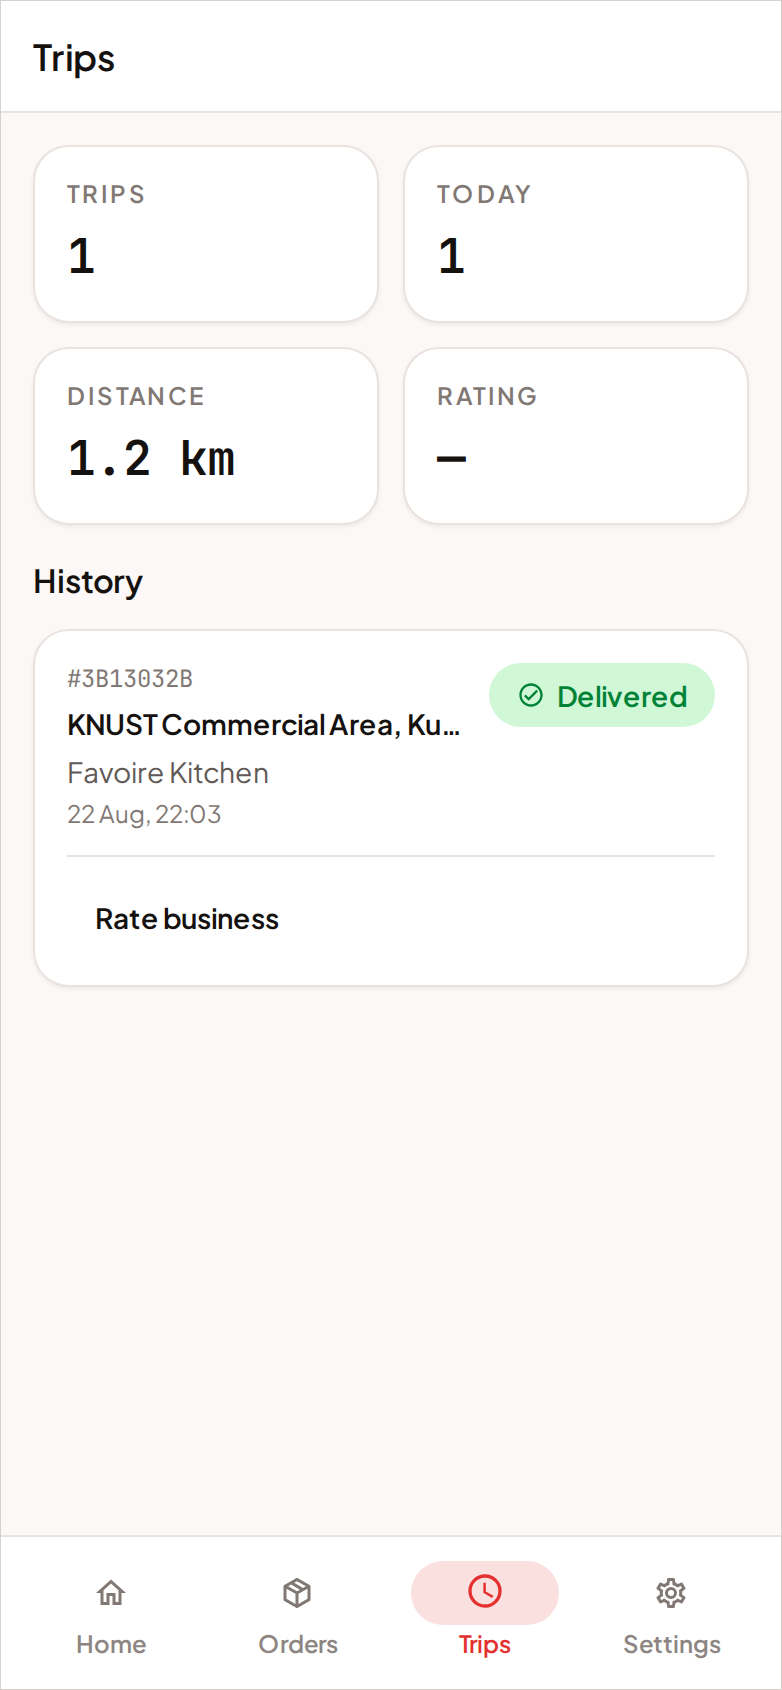 Trips
TRIPS
1
TODAY
1
DISTANCE
1.2 km
RATING
—
History
#3B13032B
Delivered
KNUST Commercial Area, Ku...
Favoire Kitchen
22 Aug, 22:03
Rate business
Home
Orders
Trips
Settings